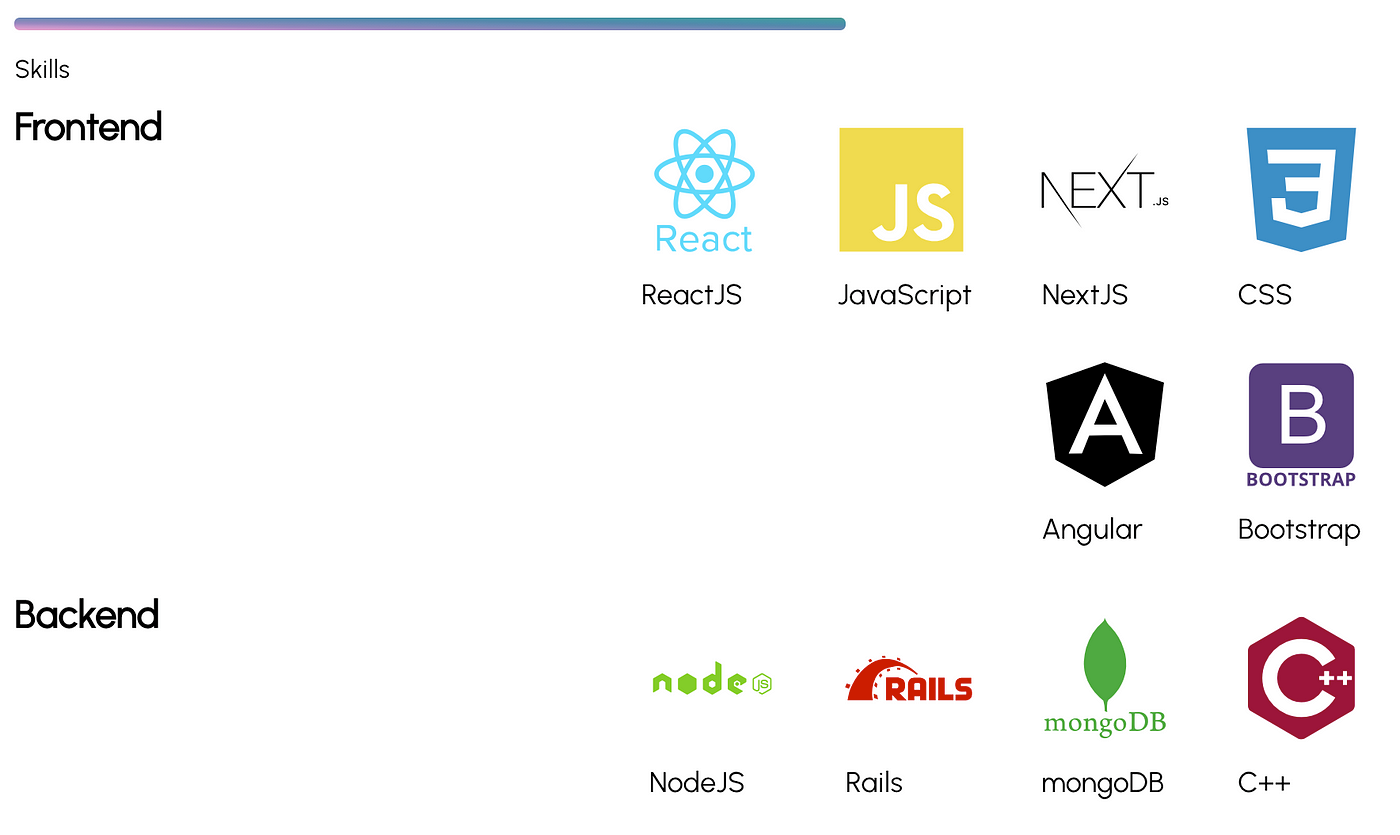 Skills
Frontend
React
JS
NEXT.JS
3
ReactJS
JavaScript
NextJS
CSS
A
B
BOOTSTRAP
Angular
Bootstrap
Backend
node JS
RAILS
mongoDB
C++
NodeJS
Rails
mongoDB
C++